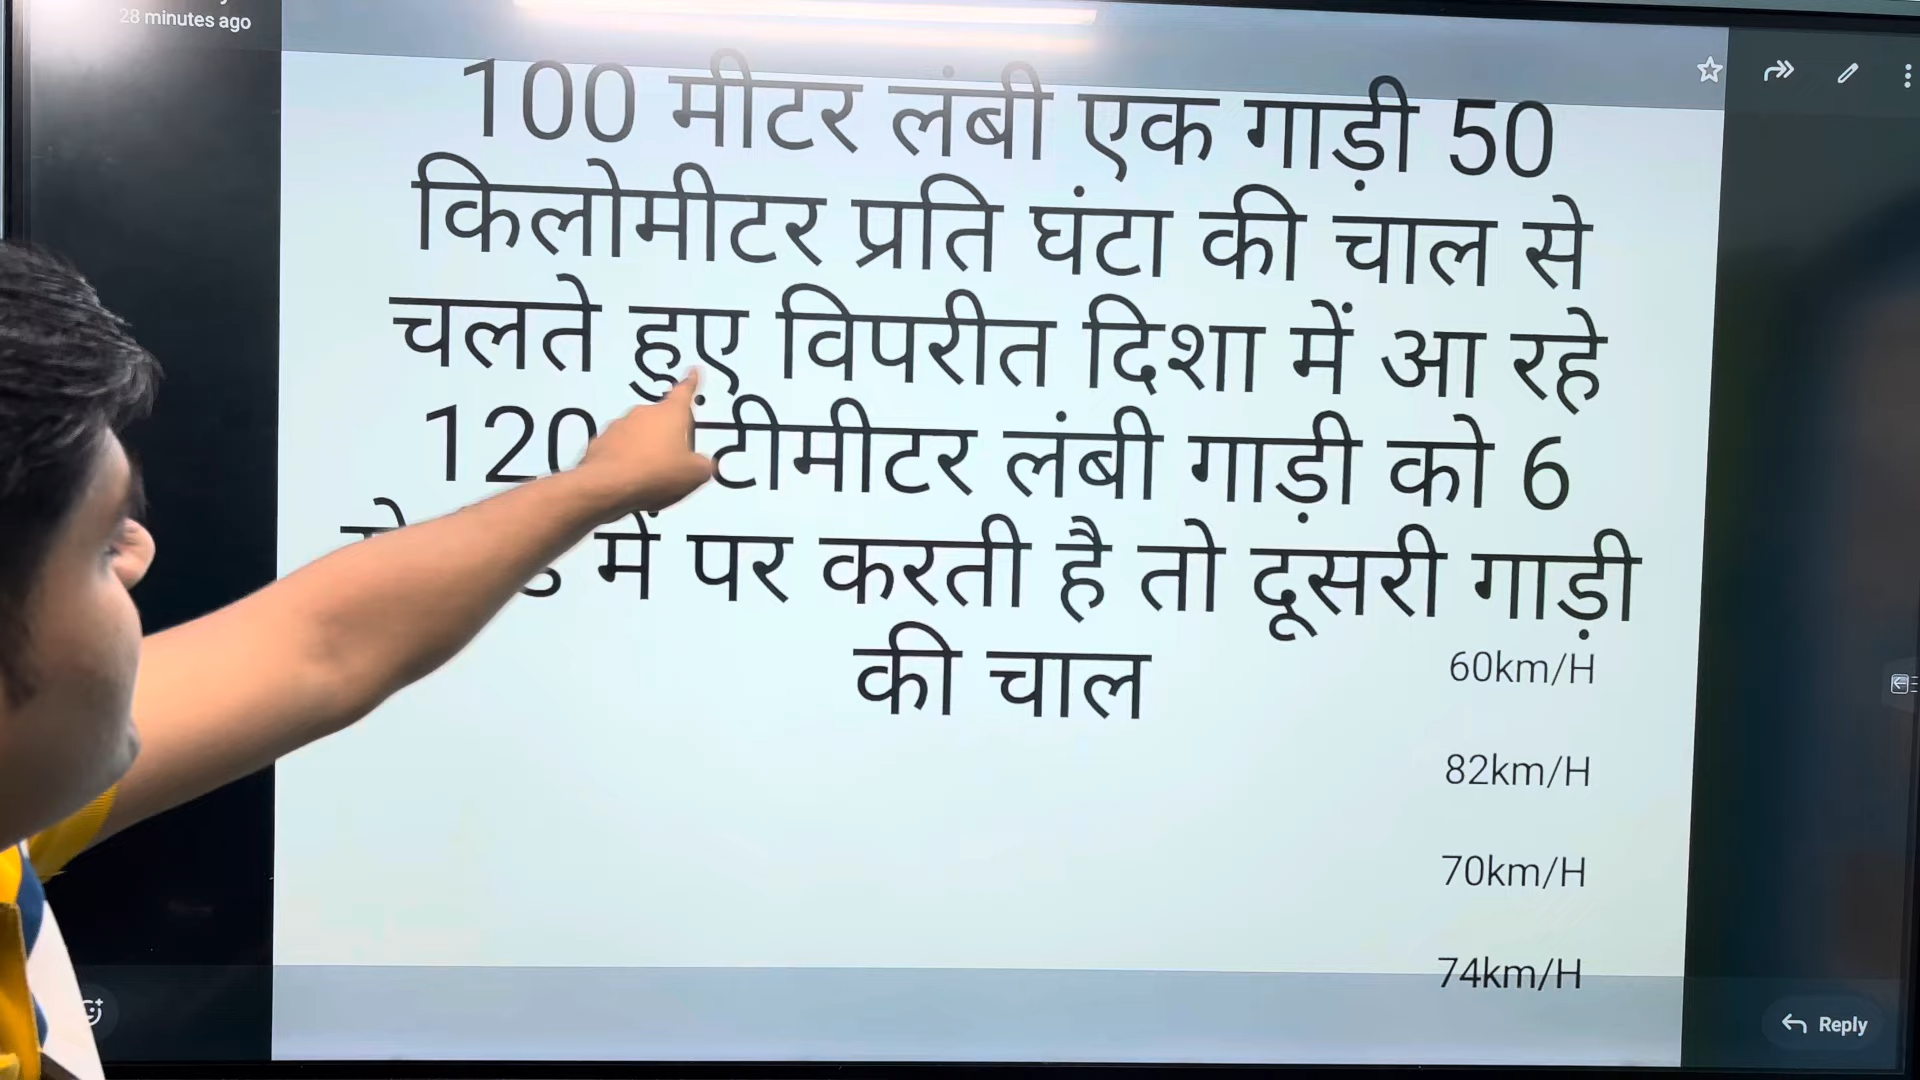 28 minutes ago
100 मीटर लंबी एक गाड़ी 50
किलोमीटर प्रति घंटा की चाल से
चलते हुए विपरीत दिशा में आ रहे
120 लंबी गाड़ी को 6
में पर करती है तो दूसरी गाड़ी
की चाल
60km/H
82km/H
70km/H
74km/H
Reply